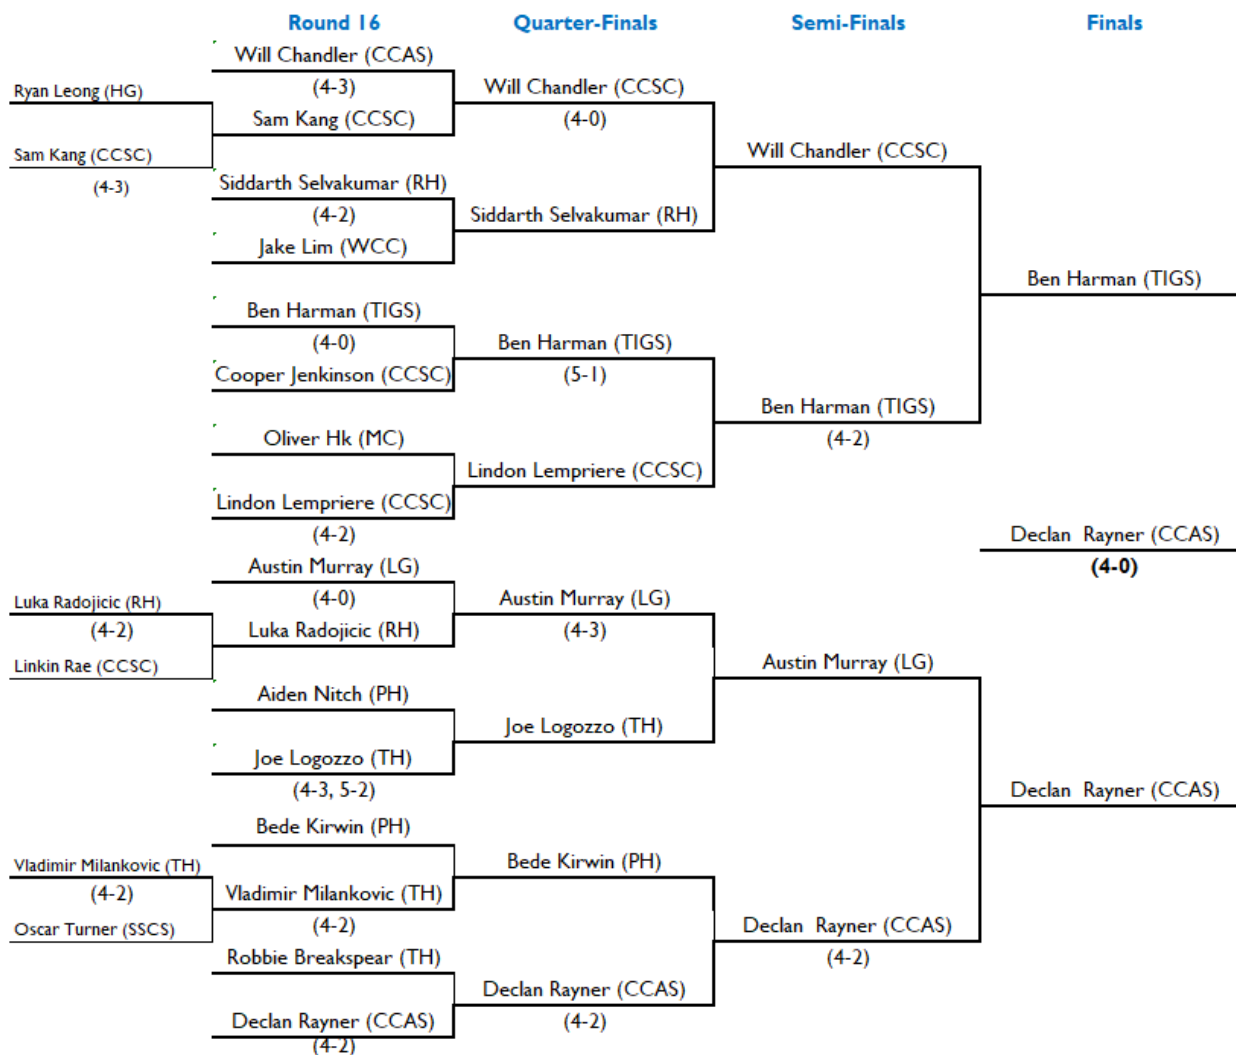 Round 16 Quarter-Finals Semi-Finals Finals
Will Chandler (CCAS)
(4-3)
Ryan Leong (HG)
Will Chandler (CCSC)
Sam Kang (CCSC)
(4-0)
Sam Kang (CCSC)
Will Chandler (CCSC)
(4-3)
Siddarth Selvakumar (RH)
(4-2)
Siddarth Selvakumar (RH)
Jake Lim (WCC)
Ben Harman (TIGS)
Ben Harman (TIGS)
(4-0)
Ben Harman (TIGS)
Cooper Jenkinson (CCSC)
(5-1)
Ben Harman (TIGS)
Oliver Hk (MC)
(4-2)
Lindon Lempriere (CCSC)
Lindon Lempriere (CCSC)
(4-2)
Declan  Rayner (CCAS)
Austin Murray (LG)
(4-0)
(4-0)
Luka Radojicic (RH)
Austin Murray (LG)
(4-2)
Luka Radojicic (RH)
(4-3)
Linkin Rae (CCSC)
Austin Murray (LG)
Aiden Nitch (PH)
Joe Logozzo (TH)
Joe Logozzo (TH)
(4-3, 5-2)
Declan  Rayner (CCAS)
Bede Kirwin (PH)
Vladimir Milankovic (TH)
Bede Kirwin (PH)
(4-2)
Vladimir Milankovic (TH)
Oscar Turner (SSCS)
(4-2)
Declan  Rayner (CCAS)
Robbie Breakspear (TH)
(4-2)
Declan Rayner (CCAS)
Declan Rayner (CCAS)
(4-2)
(4-2)